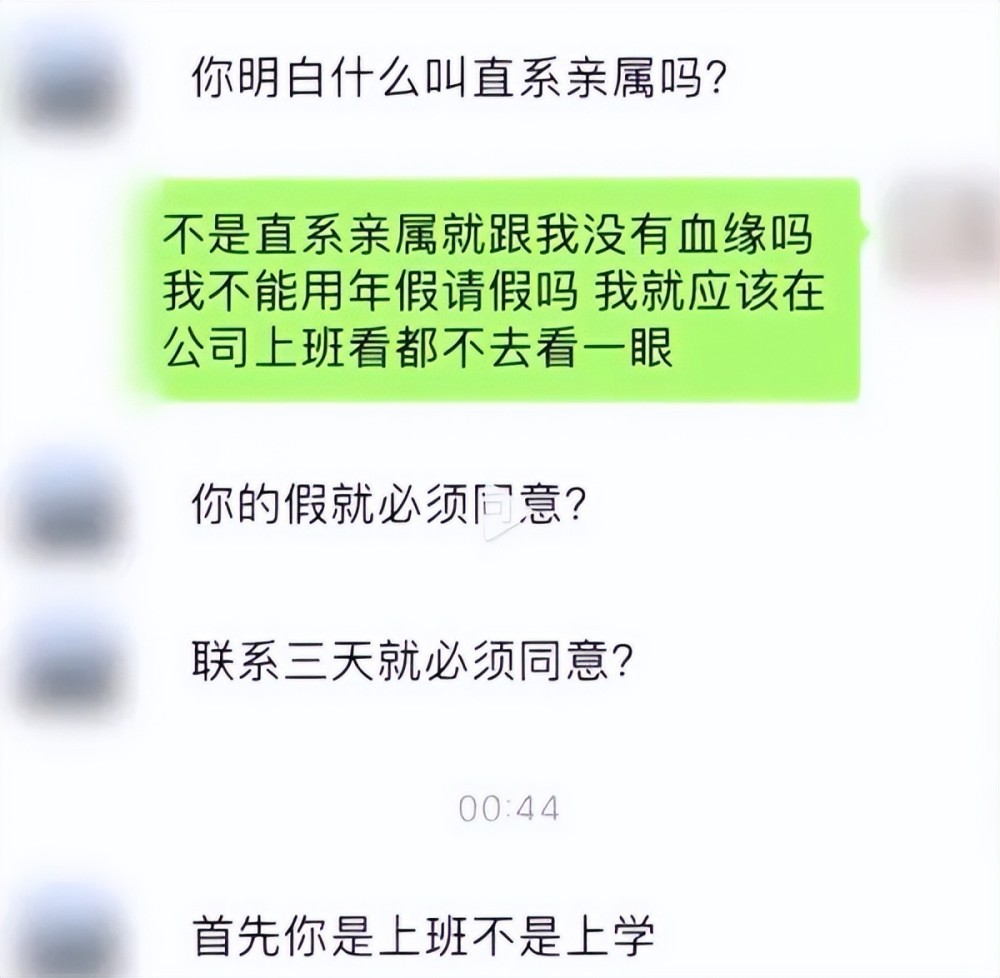 你明白什么叫直系亲属吗?
不是直系亲属就跟我没有血缘吗
我不能用年假请假吗 我就应该在
公司上班看都不去看一眼
你的假就必须同意?
联系三天就必须同意?
00:44
首先你是上班不是上学